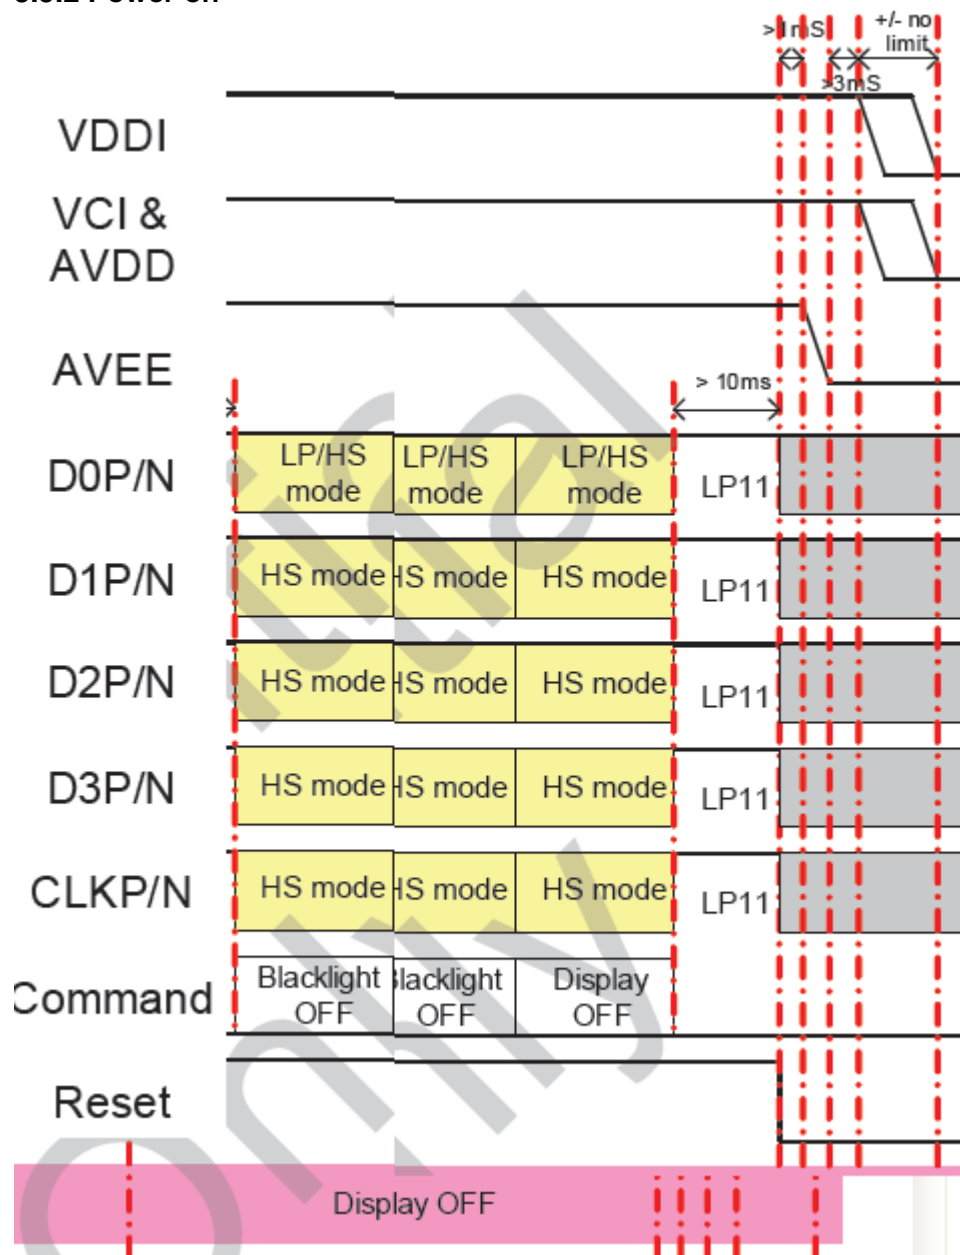 >1mS
+/- no
limit
>3mS
VDDI
VCI &
AVDD
AVEE
> 10ms
D0P/N
LP/HS
mode
LP/HS
mode
LP/HS
mode
LP11
D1P/N
HS mode
HS mode
HS mode
LP11
D2P/N
HS mode
HS mode
HS mode
LP11
D3P/N
HS mode
HS mode
HS mode
LP11
CLKP/N
HS mode
HS mode
HS mode
LP11
Command
Blacklight
OFF
Blacklight
OFF
Display
OFF
Reset
Display OFF
Only